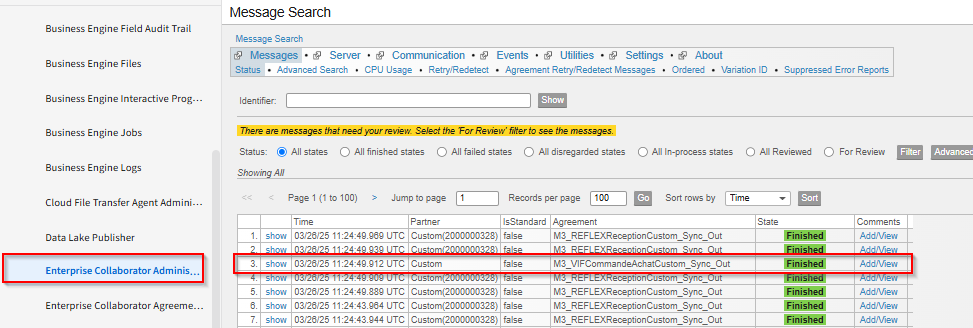 Business Engine Field Audit Trail
Business Engine Files
Business Engine Interactive Prog...
Business Engine Jobs
Business Engine Logs
Cloud File Transfer Agent Admini...
Data Lake Publisher
Enterprise Collaborator Adminis...
Enterprise Collaborator Agreeme...
Message Search
Message Search
Messages • Server • Communication • Events • Utilities • Settings • About
Status • Advanced Search • CPU Usage • Retry/Redetect • Agreement Retry/Redetect Messages • Ordered • Variation ID • Suppressed Error Reports
Identifier: Show
There are messages that need your review. Select the 'For Review' filter to see the messages.
Status: All states All finished states All failed states All disregarded states All In-process states All Reviewed For Review Filter Advanced
Showing All
<< < Page 1 (1 to 100) > Jump to page 1 Records per page 100 Go Sort rows by Time Sort
Time Partner IsStandard Agreement State Comments
1. show 03/26/25 11:24:49.969 UTC Custom(2000000328) false M3_REFLEXReceptionCustom_Sync_Out Finished Add/View
2. show 03/26/25 11:24:49.939 UTC Custom(2000000328) false M3_REFLEXReceptionCustom_Sync_Out Finished Add/View
3. show 03/26/25 11:24:49.912 UTC Custom false M3_VIFCommandeAchatCustom_Sync_Out Finished Add/View
4. show 03/26/25 11:24:49.909 UTC Custom(2000000328) false M3_REFLEXReceptionCustom_Sync_Out Finished Add/View
5. show 03/26/25 11:24:49.889 UTC Custom(2000000328) false M3_REFLEXReceptionCustom_Sync_Out Finished Add/View
6. show 03/26/25 11:24:43.964 UTC Custom(2000000328) false M3_REFLEXReceptionCustom_Sync_Out Finished Add/View
7. show 03/26/25 11:24:43.944 UTC Custom(2000000328) false M3_REFLEXReceptionCustom_Sync_Out Finished Add/View